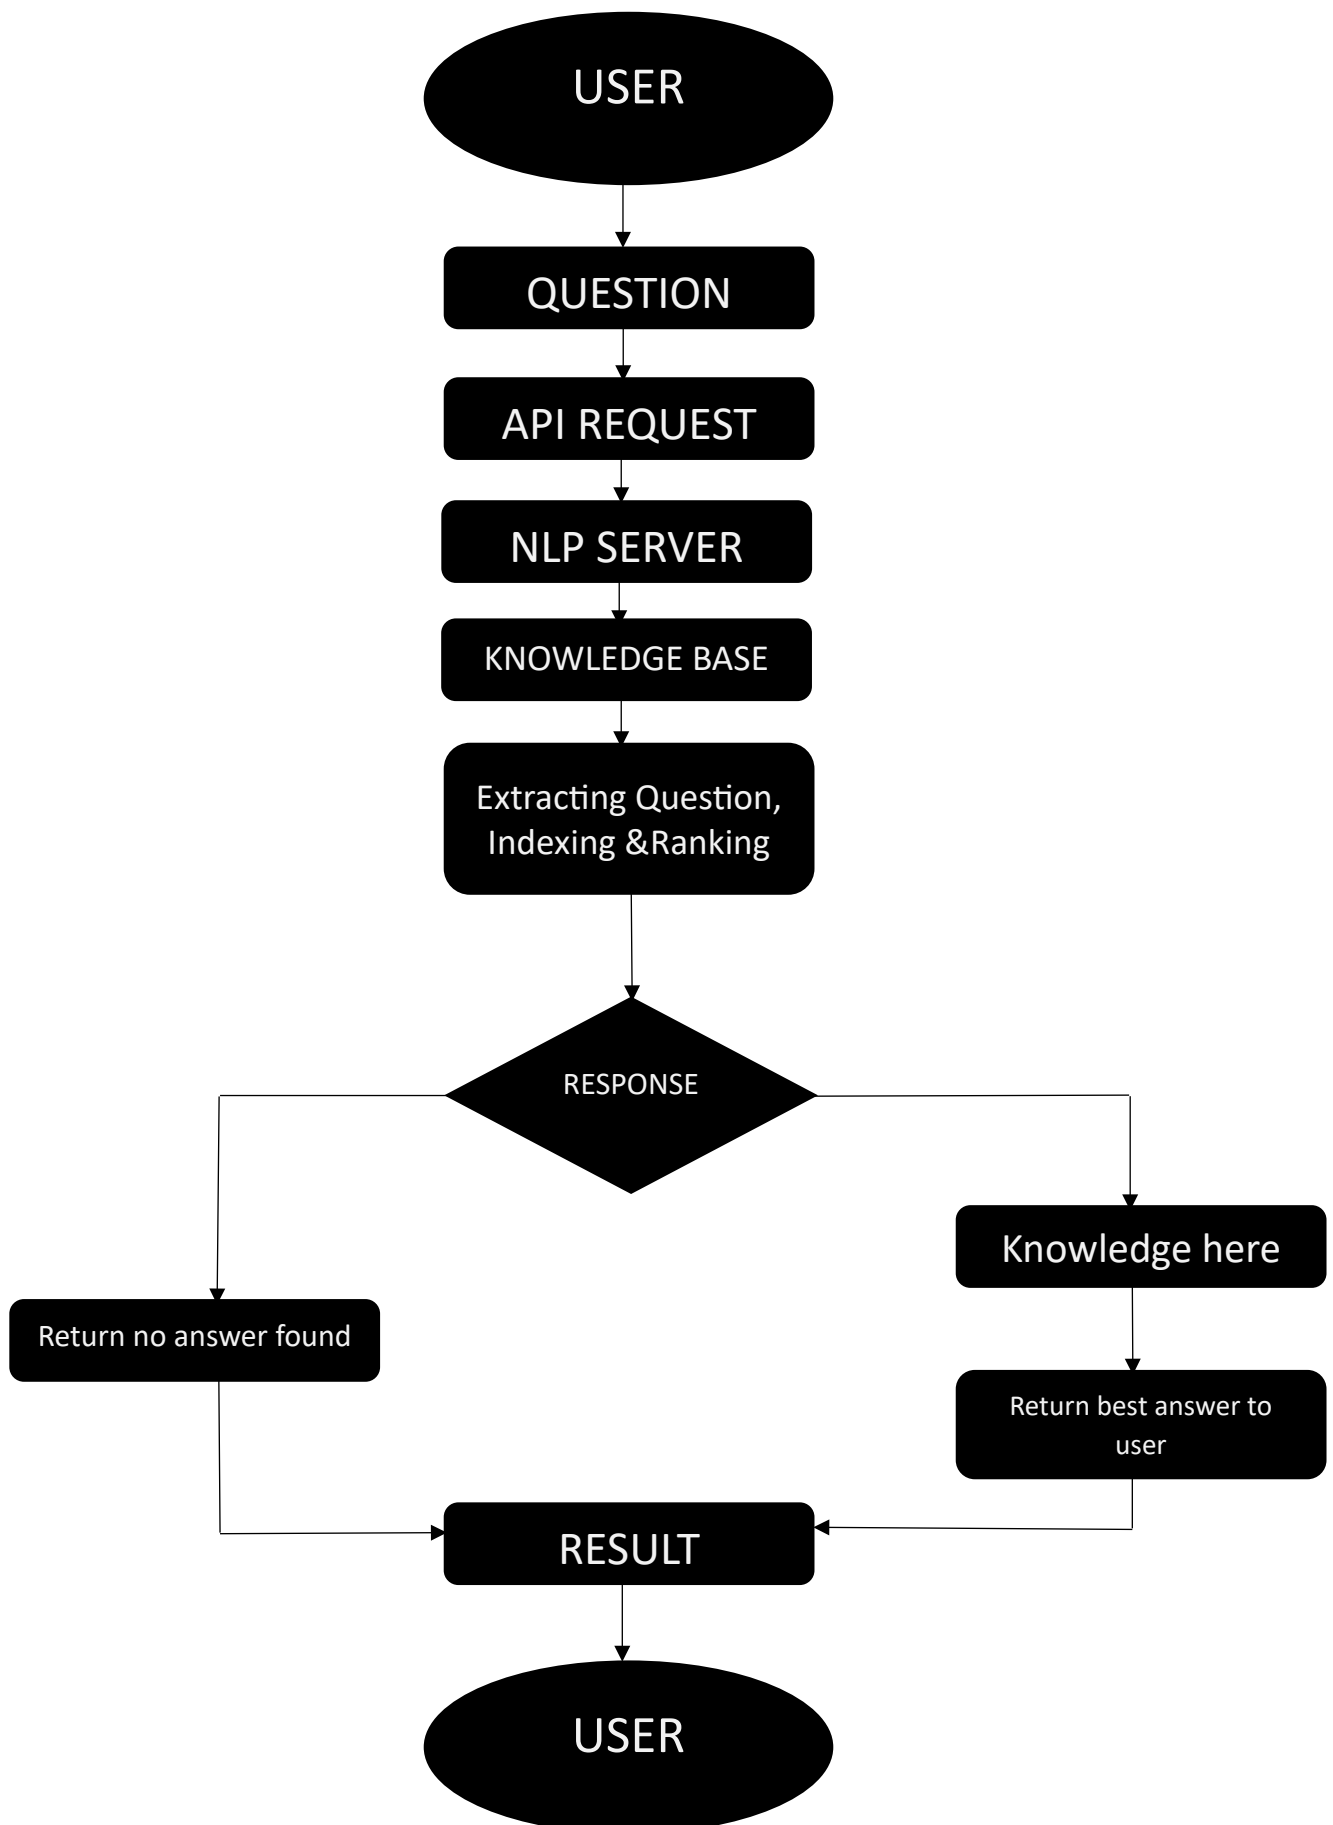 USER
QUESTION
API REQUEST
NLP SERVER
KNOWLEDGE BASE
Extracting Question,
Indexing &Ranking
RESPONSE
Knowledge here
Return no answer found
Return best answer to
user
RESULT
USER